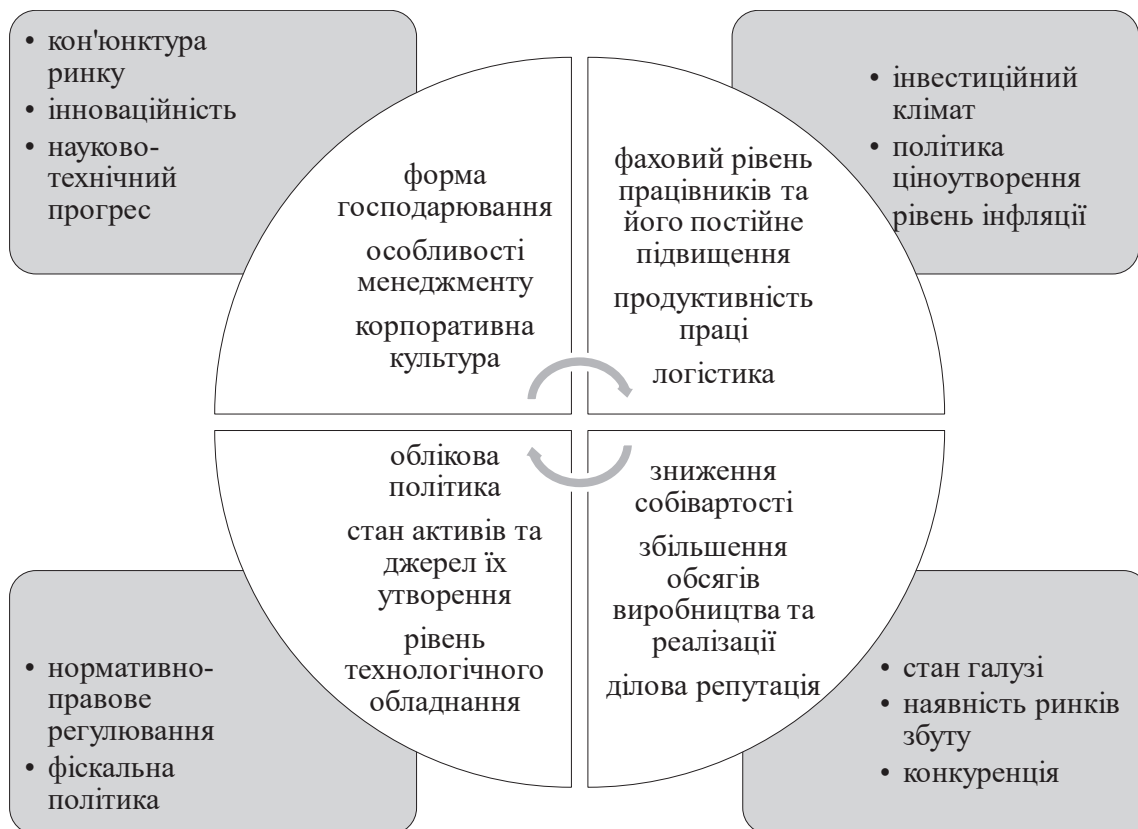 • кон'юнктура
ринку
• інноваційність
• науково-
технічний
прогрес
форма
господарювання
особливості
менеджменту
корпоративна
культура
фаховий рівень
працівників та
його постійне
підвищення
продуктивність
праці
логістика
• інвестиційний
клімат
• політика
ціноутворення
рівень інфляції
облікова
політика
стан активів та
джерел їх
утворення
рівень
технологічного
обладнання
зниження
собівартості
збільшення
обсягів
виробництва та
реалізації
ділова репутація
• нормативно-
правове
регулювання
• фіскальна
політика
• стан галузі
• наявність ринків
збуту
• конкуренція